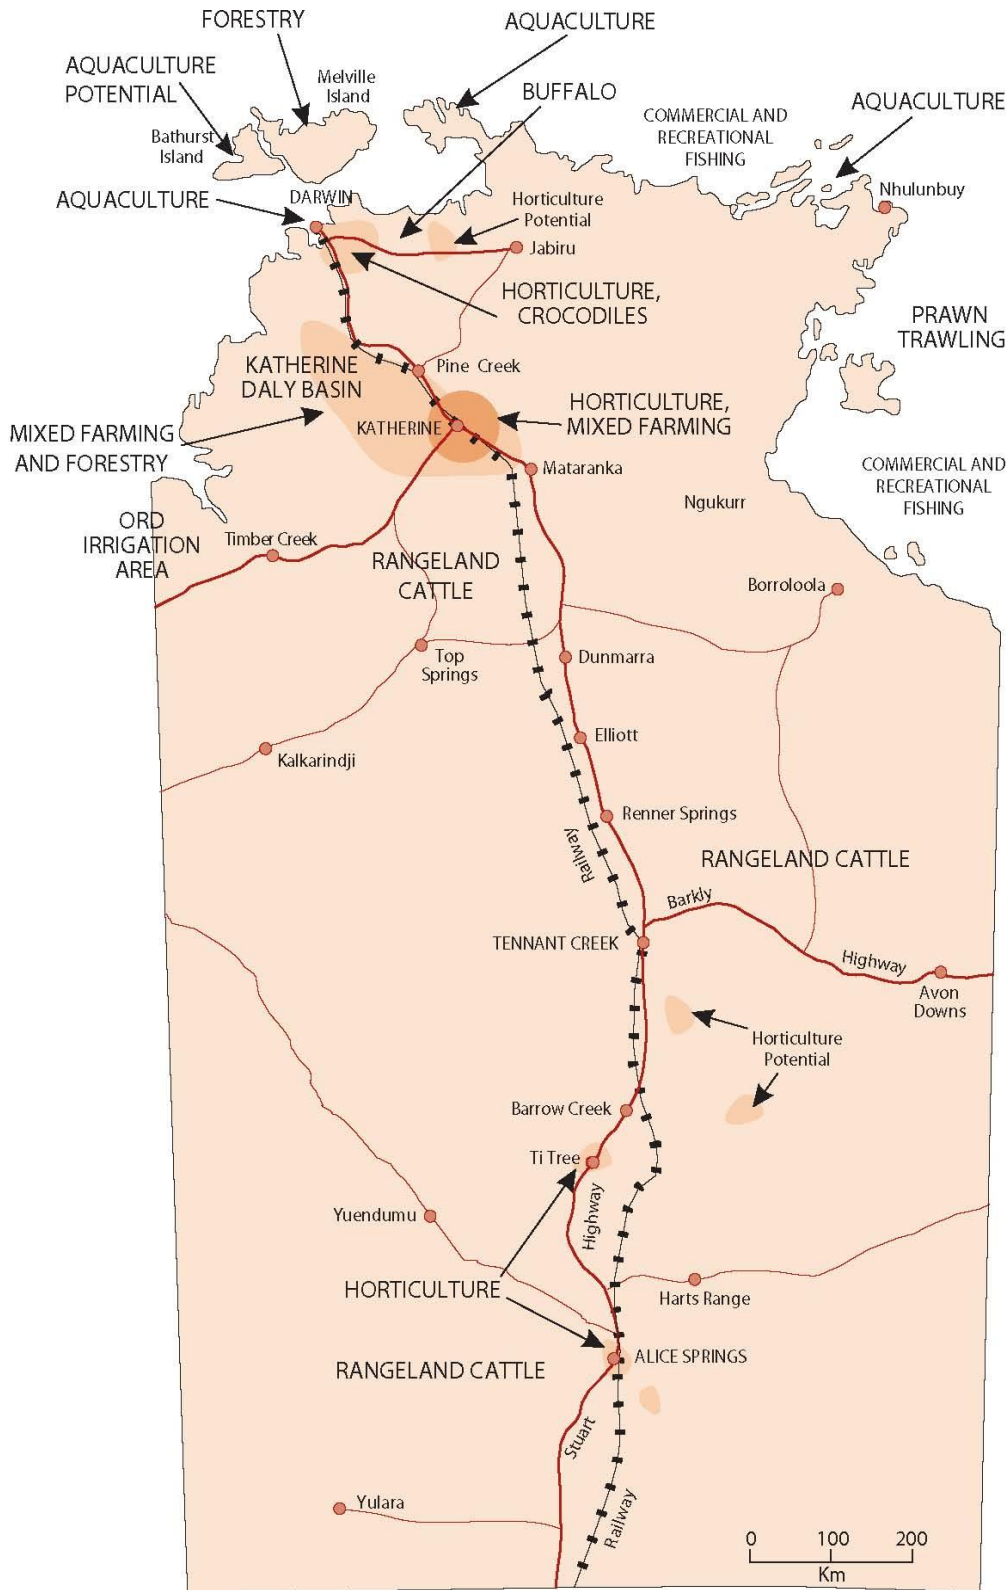 FORESTRY
AQUACULTURE
AQUACULTURE
POTENTIAL
Melville
Island
BUFFALO
AQUACULTURE
COMMERCIAL AND
RECREATIONAL
FISHING
Bathurst
Island
AQUACULTURE
DARWIN
Horticulture
Potential
Nhulunbuy
Jabiru
HORTICULTURE,
CROCODILES
PRAWN
TRAWLING
KATHERINE
DALY BASIN
Pine Creek
MIXED FARMING
AND FORESTRY
KATHERINE
HORTICULTURE,
MIXED FARMING
Mataranka
COMMERCIAL AND
RECREATIONAL
FISHING
Ngukurr
ORD
IRRIGATION
AREA
Timber Creek
RANGELAND
CATTLE
Borroloola
Top
Springs
Dunmarra
Elliott
Kalkarindji
Renner Springs
Railway
RANGELAND CATTLE
Barkly
Highway
TENNANT CREEK
Avon
Downs
Horticulture
Potential
Barrow Creek
Ti Tree
Highway
Yuendumu
HORTICULTURE
Harts Range
ALICE SPRINGS
RANGELAND CATTLE
Stuart
Yulara
Railway
0 100 200
Km